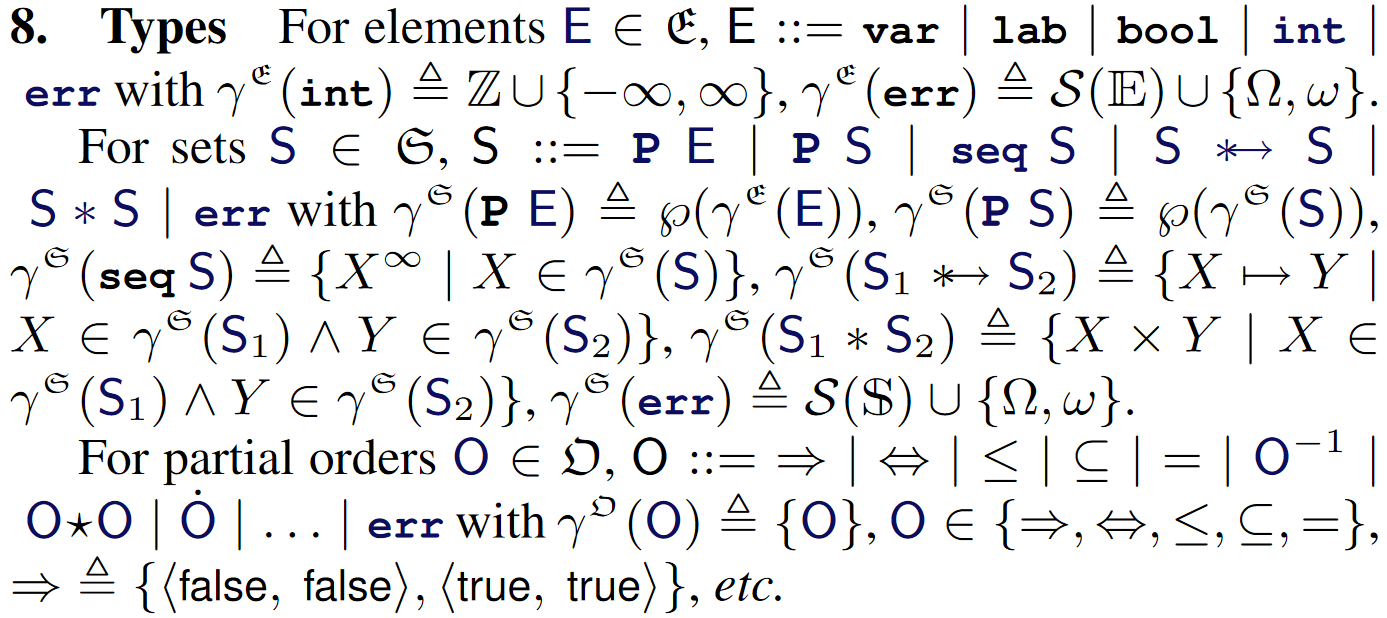 8. Types For elements E ∈ 𝔈, E ::= var | lab | bool | int |
err with γ^𝔈(int) ≜ ℤ ∪ {−∞, ∞}, γ^𝔈(err) ≜ 𝒮(𝔼) ∪ {Ω, ω}.
For sets S ∈ 𝔖, S ::= P E | P S | seq S | S ⤖ S |
S ∗ S | err with γ^𝔖(P E) ≜ ℘(γ^𝔈(E)), γ^𝔖(P S) ≜ ℘(γ^𝔖(S)),
γ^𝔖(seq S) ≜ {X^∞ | X ∈ γ^𝔖(S)}, γ^𝔖(S₁ ⤖ S₂) ≜ {X ↦ Y |
X ∈ γ^𝔖(S₁) ∧ Y ∈ γ^𝔖(S₂)}, γ^𝔖(S₁ ∗ S₂) ≜ {X × Y | X ∈
γ^𝔖(S₁) ∧ Y ∈ γ^𝔖(S₂)}, γ^𝔖(err) ≜ 𝒮(𝕊) ∪ {Ω, ω}.
For partial orders O ∈ 𝔒, O ::= ⇒ | ⇔ | ≤ | ⊆ | = | O⁻¹ |
O⋆O | Ȯ | … | err with γ^𝔒(O) ≜ {O}, O ∈ {⇒, ⇔, ≤, ⊆, =},
⇒ ≜ {⟨false, false⟩, ⟨true, true⟩}, etc.